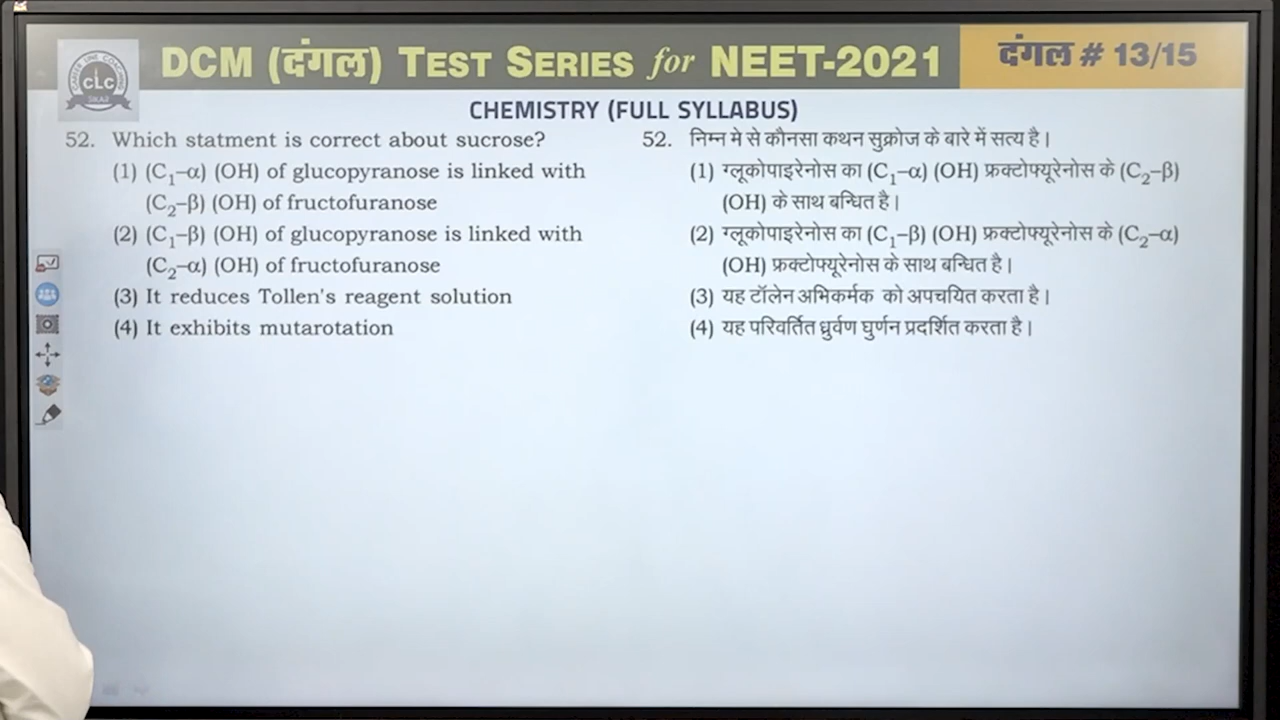 DCM (दंगल) TEST SERIES for NEET-2021
दंगल # 13/15
CLC
SIKAR
CHEMISTRY (FULL SYLLABUS)
52. Which statment is correct about sucrose?
(1) (C₁–α) (OH) of glucopyranose is linked with
(C₂–β) (OH) of fructofuranose
(2) (C₁–β) (OH) of glucopyranose is linked with
(C₂–α) (OH) of fructofuranose
(3) It reduces Tollen's reagent solution
(4) It exhibits mutarotation
52. निम्न मे से कौनसा कथन सुक्रोज के बारे में सत्य है।
(1) ग्लूकोपाइरेनोस का (C₁–α) (OH) फ्रक्टोफ्यूरेनोस के (C₂–β)
(OH) के साथ बन्धित है।
(2) ग्लूकोपाइरेनोस का (C₁–β) (OH) फ्रक्टोफ्यूरेनोस के (C₂–α)
(OH) फ्रक्टोफ्यूरेनोस के साथ बन्धित है।
(3) यह टॉलेन अभिकर्मक को अपचयित करता है।
(4) यह परिवर्तित ध्रुर्वण घुर्णन प्रदर्शित करता है।